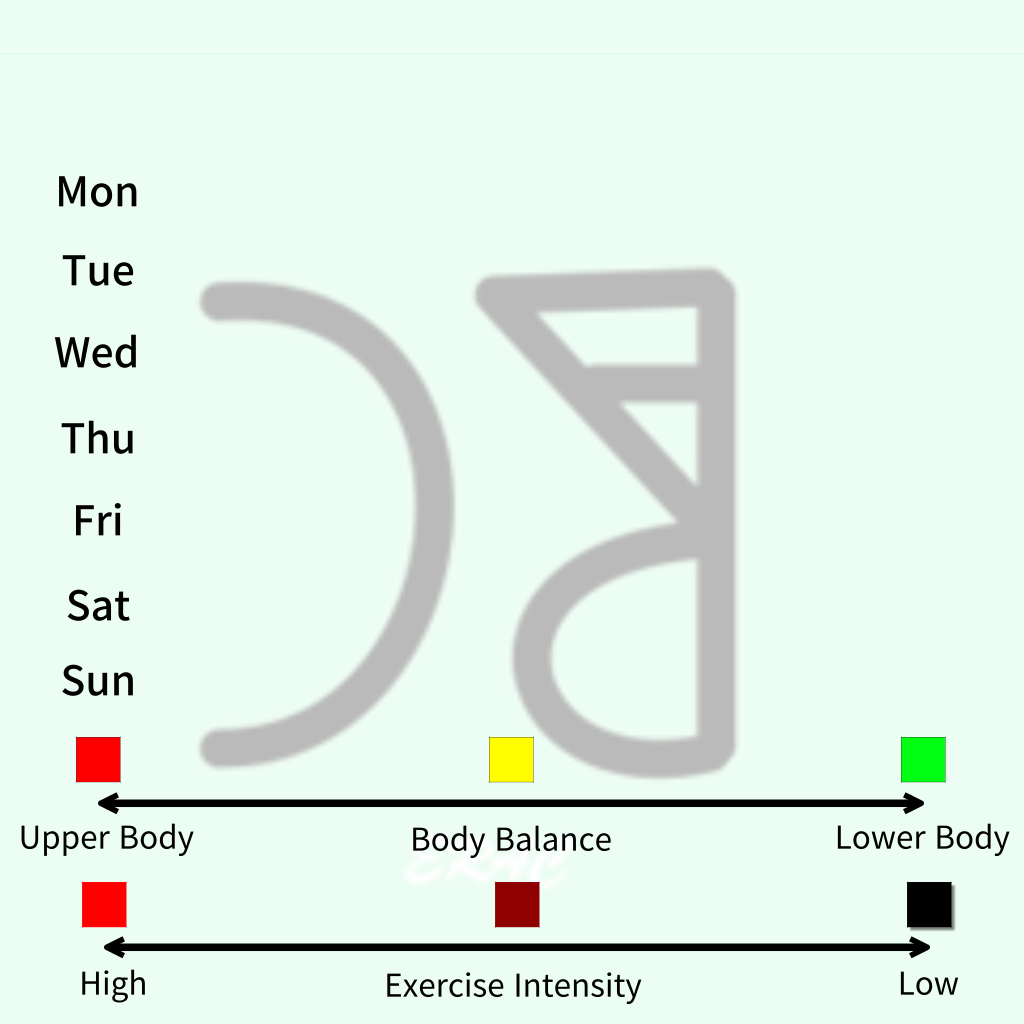 Mon
Tue
Wed
Thu
Fri
Sat
Sun
Upper Body
Body Balance
Lower Body
High
Exercise Intensity
Low